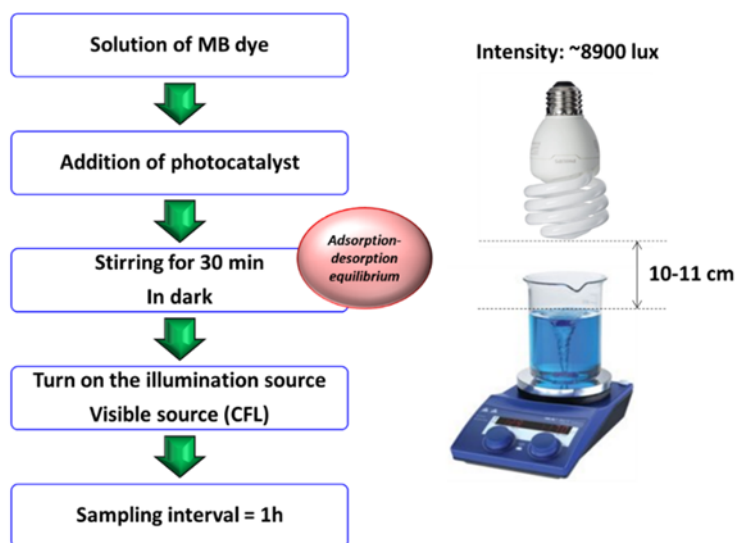 Solution of MB dye
Addition of photocatalyst
Stirring for 30 min
In dark
Adsorption-
desorption
equilibrium
Turn on the illumination source
Visible source (CFL)
Sampling interval = 1h
Intensity: ~8900 lux
10-11 cm